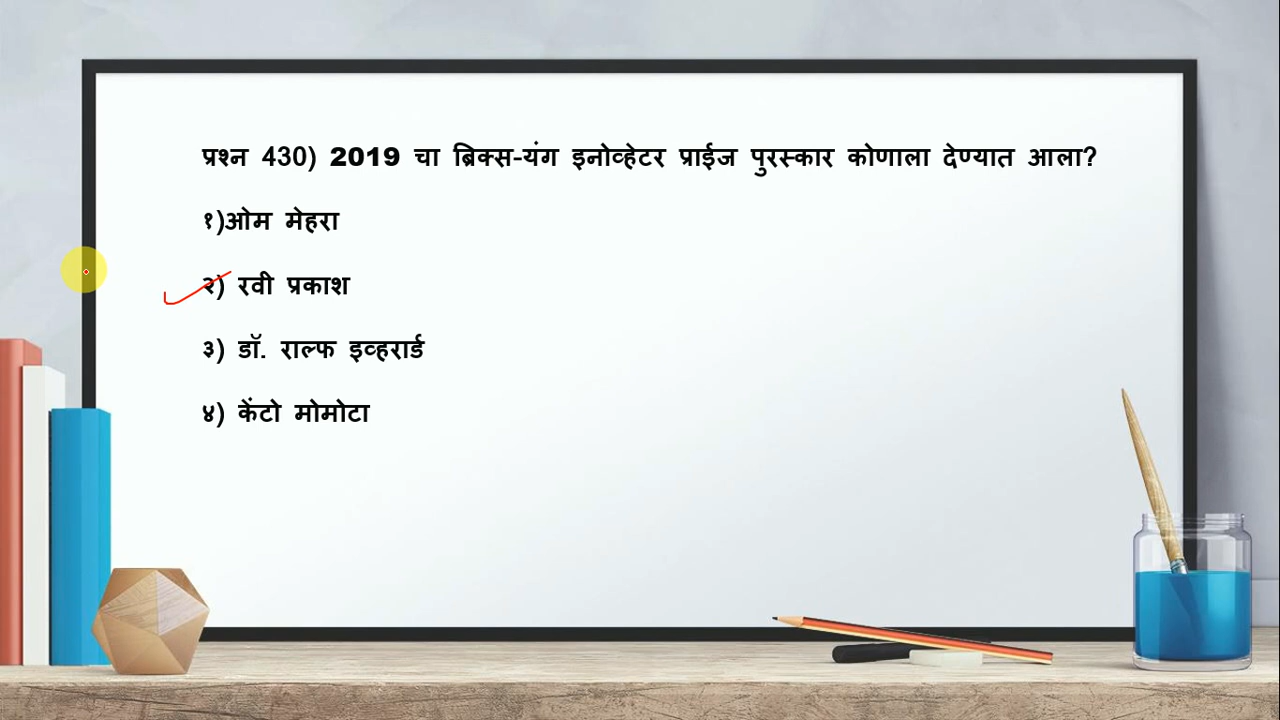 प्रश्न 430) 2019 चा ब्रिक्स-यंग इनोव्हेटर प्राईज पुरस्कार कोणाला देण्यात आला?
१)ओम मेहरा
२) रवी प्रकाश
३) डॉ. राल्फ इव्हरार्ड
४) केंटो मोमोटा